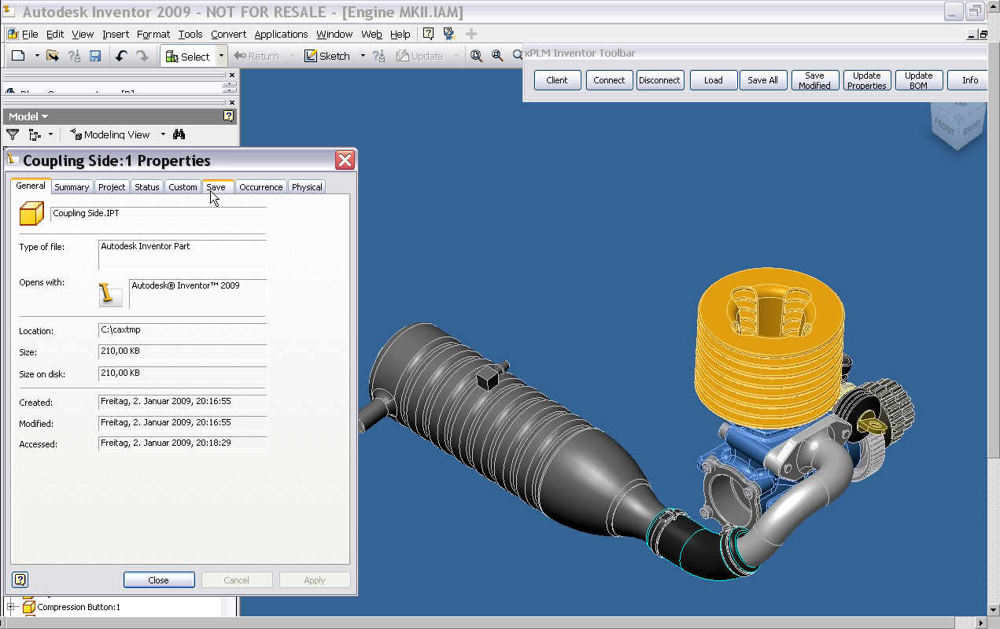 Autodesk Inventor 2009 - NOT FOR RESALE - [Engine MKII.IAM]
File Edit View Insert Format Tools Convert Applications Window Web Help
Select Return Sketch Update
xPLM Inventor Toolbar
Client Connect Disconnect Load Save All Save Modified Update Properties Update BOM Info
Model
Modeling View
FRONT RIGHT
Coupling Side:1 Properties
General Summary Project Status Custom Save Occurrence Physical
Coupling Side.IPT
Type of file: Autodesk Inventor Part
Opens with: Autodesk® Inventor™ 2009
Location: C:\caxtmp
Size: 210,00 KB
Size on disk: 210,00 KB
Created: Freitag, 2. Januar 2009, 20:16:55
Modified: Freitag, 2. Januar 2009, 20:16:55
Accessed: Freitag, 2. Januar 2009, 20:18:29
Close Cancel Apply
Compression Button:1